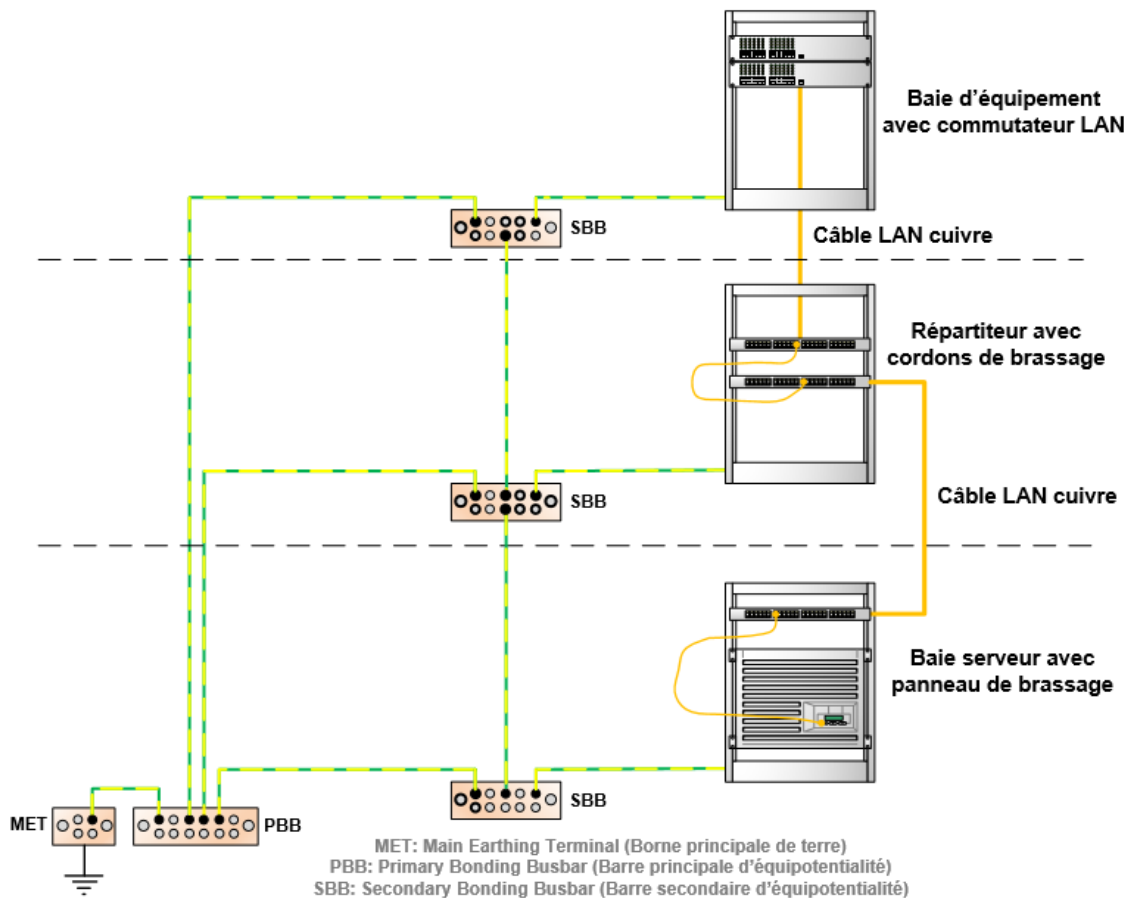 Baie d'équipement
avec commutateur LAN
SBB
Câble LAN cuivre
Répartiteur avec
cordons de brassage
SBB
Câble LAN cuivre
Baie serveur avec
panneau de brassage
SBB
MET
PBB
MET: Main Earthing Terminal (Borne principale de terre)
PBB: Primary Bonding Busbar (Barre principale d'équipotentialité)
SBB: Secondary Bonding Busbar (Barre secondaire d'équipotentialité)